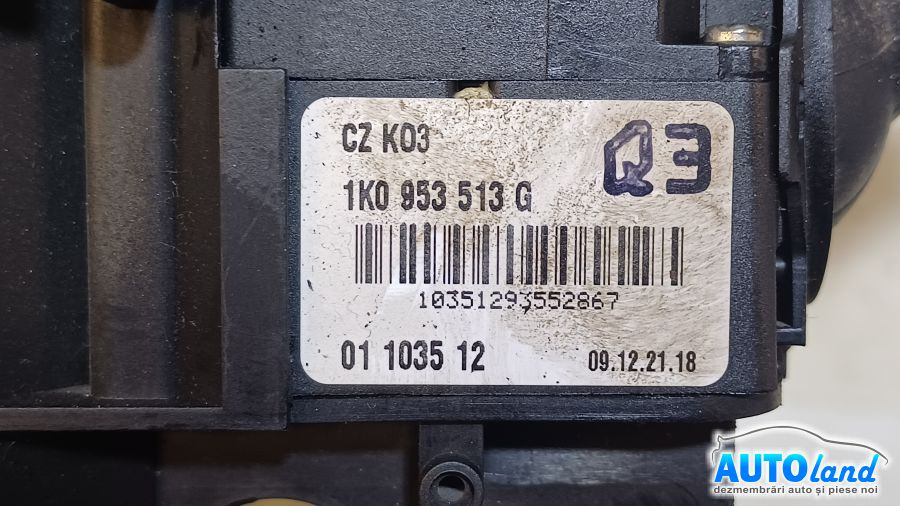 CZ K03
Q3
1K0 953 513 G
10351293552867
01 1035 12
09.12.21.18
AUTOland
dezmembrări auto și piese noi